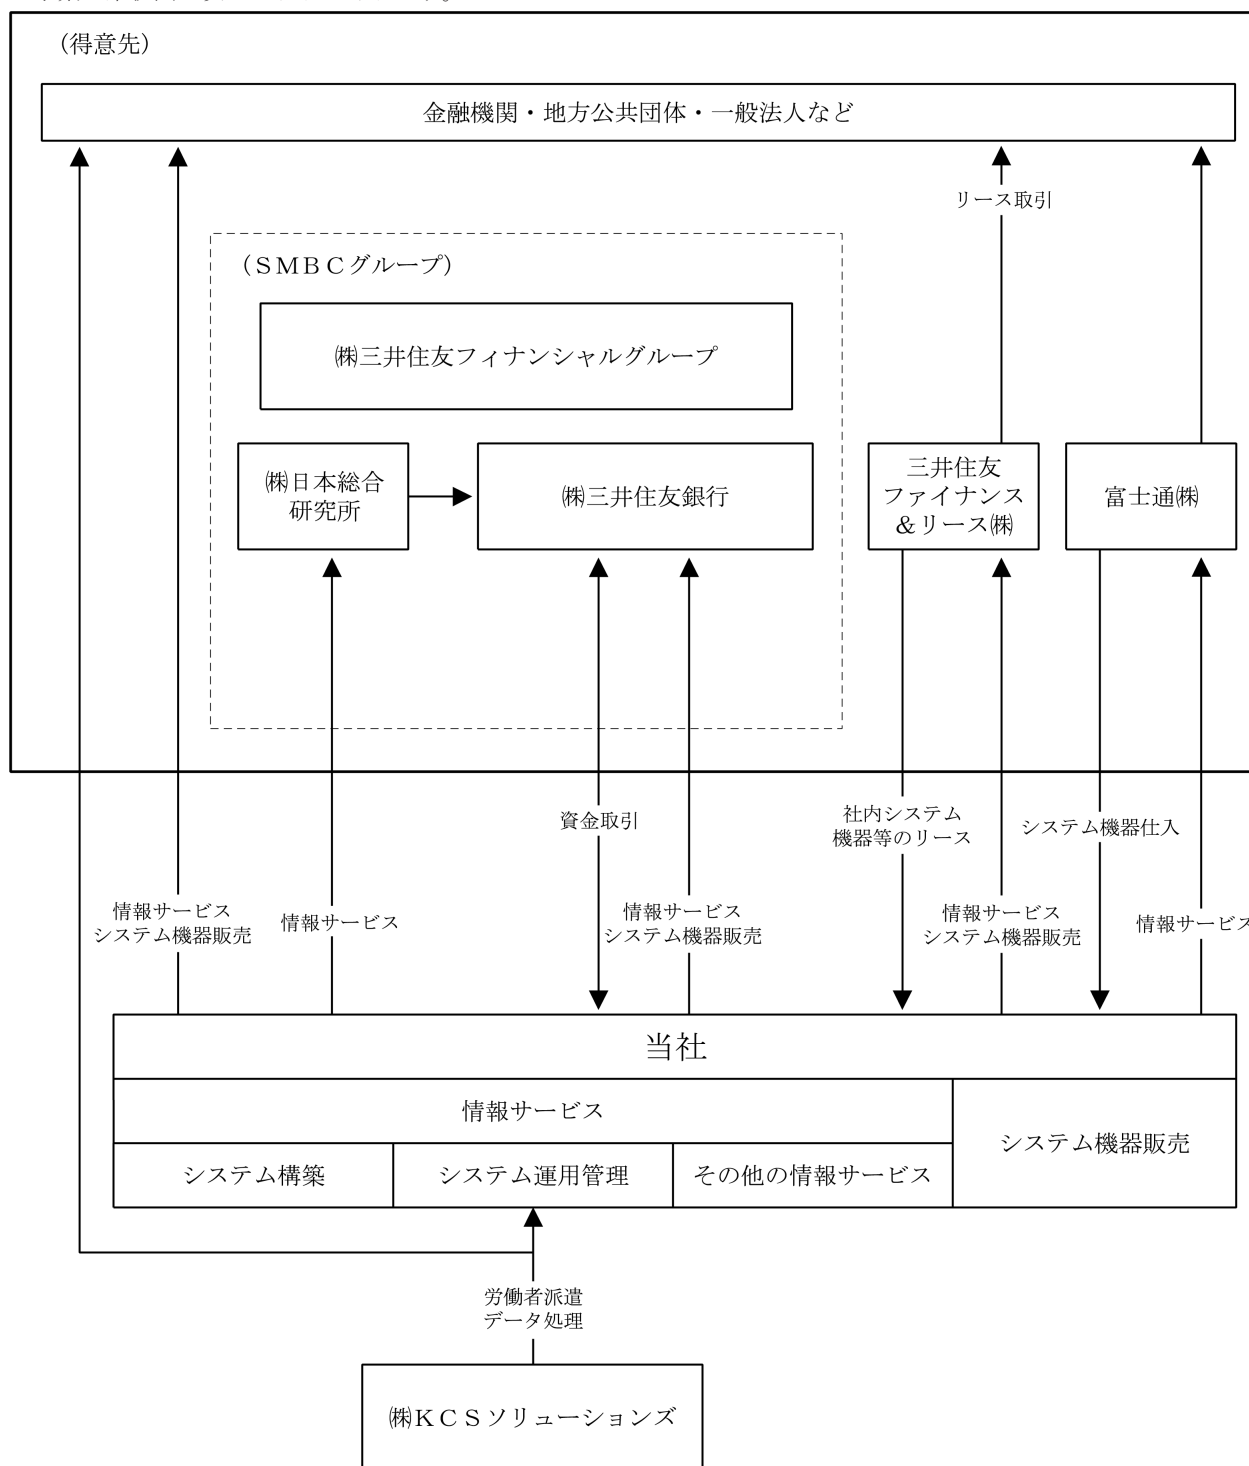 (得意先)
金融機関・地方公共団体・一般法人など
リース取引
(ＳＭＢＣグループ)
㈱三井住友フィナンシャルグループ
㈱日本総合
研究所
㈱三井住友銀行
三井住友
ファイナンス
＆リース㈱
富士通㈱
資金取引
社内システム
機器等のリース
システム機器仕入
情報サービス
システム機器販売
情報サービス
情報サービス
システム機器販売
情報サービス
システム機器販売
情報サービス
当社
情報サービス
システム機器販売
システム構築
システム運用管理
その他の情報サービス
労働者派遣
データ処理
㈱ＫＣＳソリューションズ